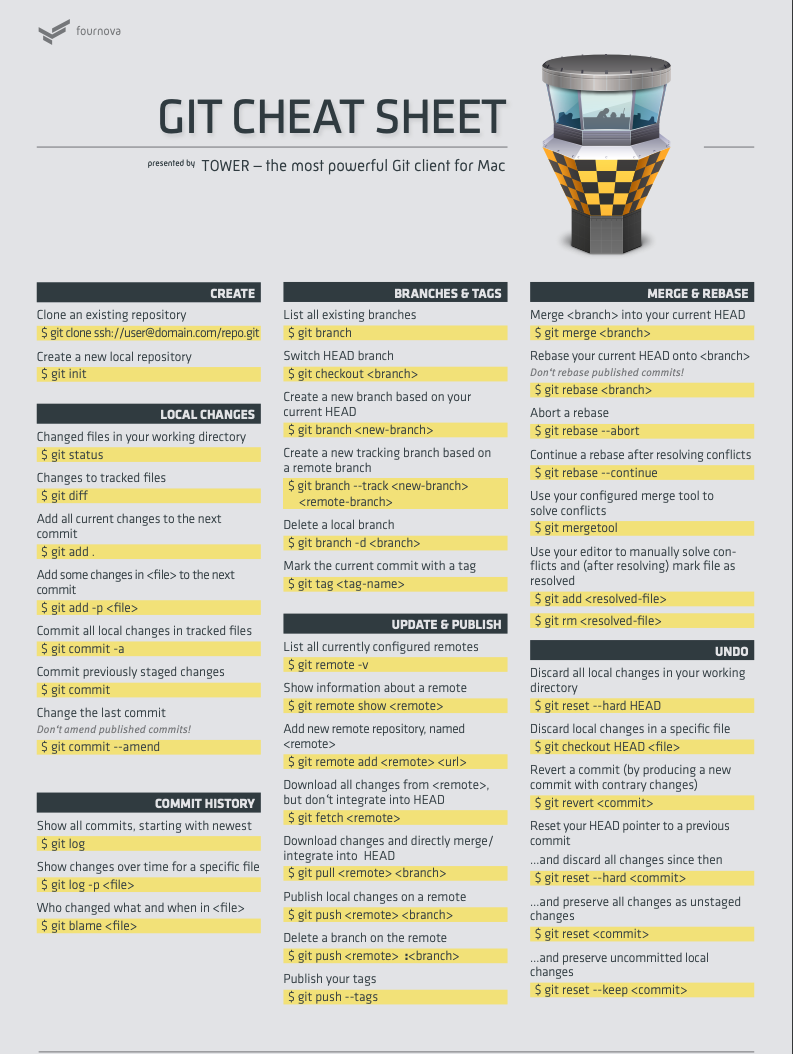 fournova
GIT CHEAT SHEET
presented by TOWER — the most powerful Git client for Mac
CREATE
Clone an existing repository
$ git clone ssh://user@domain.com/repo.git
Create a new local repository
$ git init
LOCAL CHANGES
Changed files in your working directory
$ git status
Changes to tracked files
$ git diff
Add all current changes to the next
commit
$ git add .
Add some changes in <file> to the next
commit
$ git add -p <file>
Commit all local changes in tracked files
$ git commit -a
Commit previously staged changes
$ git commit
Change the last commit
Don't amend published commits!
$ git commit --amend
COMMIT HISTORY
Show all commits, starting with newest
$ git log
Show changes over time for a specific file
$ git log -p <file>
Who changed what and when in <file>
$ git blame <file>
BRANCHES & TAGS
List all existing branches
$ git branch
Switch HEAD branch
$ git checkout <branch>
Create a new branch based on your
current HEAD
$ git branch <new-branch>
Create a new tracking branch based on
a remote branch
$ git branch --track <new-branch>
<remote-branch>
Delete a local branch
$ git branch -d <branch>
Mark the current commit with a tag
$ git tag <tag-name>
UPDATE & PUBLISH
List all currently configured remotes
$ git remote -v
Show information about a remote
$ git remote show <remote>
Add new remote repository, named
<remote>
$ git remote add <remote> <url>
Download all changes from <remote>,
but don't integrate into HEAD
$ git fetch <remote>
Download changes and directly merge/
integrate into HEAD
$ git pull <remote> <branch>
Publish local changes on a remote
$ git push <remote> <branch>
Delete a branch on the remote
$ git push <remote> :<branch>
Publish your tags
$ git push --tags
MERGE & REBASE
Merge <branch> into your current HEAD
$ git merge <branch>
Rebase your current HEAD onto <branch>
Don't rebase published commits!
$ git rebase <branch>
Abort a rebase
$ git rebase --abort
Continue a rebase after resolving conflicts
$ git rebase --continue
Use your configured merge tool to
solve conflicts
$ git mergetool
Use your editor to manually solve con-
flicts and (after resolving) mark file as
resolved
$ git add <resolved-file>
$ git rm <resolved-file>
UNDO
Discard all local changes in your working
directory
$ git reset --hard HEAD
Discard local changes in a specific file
$ git checkout HEAD <file>
Revert a commit (by producing a new
commit with contrary changes)
$ git revert <commit>
Reset your HEAD pointer to a previous
commit
...and discard all changes since then
$ git reset --hard <commit>
...and preserve all changes as unstaged
changes
$ git reset <commit>
...and preserve uncommitted local
changes
$ git reset --keep <commit>